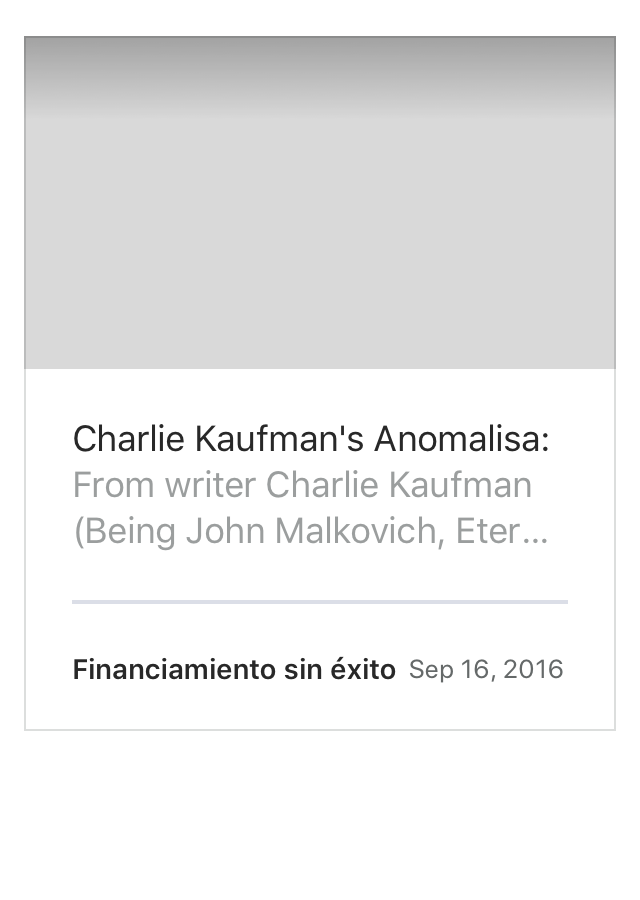 Charlie Kaufman's Anomalisa:
From writer Charlie Kaufman
(Being John Malkovich, Eter...
Financiamiento sin éxito Sep 16, 2016